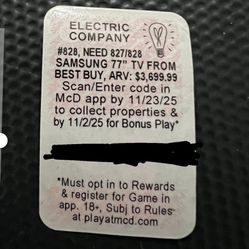 ELECTRIC
COMPANY
#828, NEED 827/828
SAMSUNG 77" TV FROM
BEST BUY, ARV: $3,699.99
Scan/Enter code in
McD app by 11/23/25
to collect properties &
by 11/2/25 for Bonus Play*
*Must opt in to Rewards
& register for Game in
app. 18+, Subj to Rules
at playatmcd.com